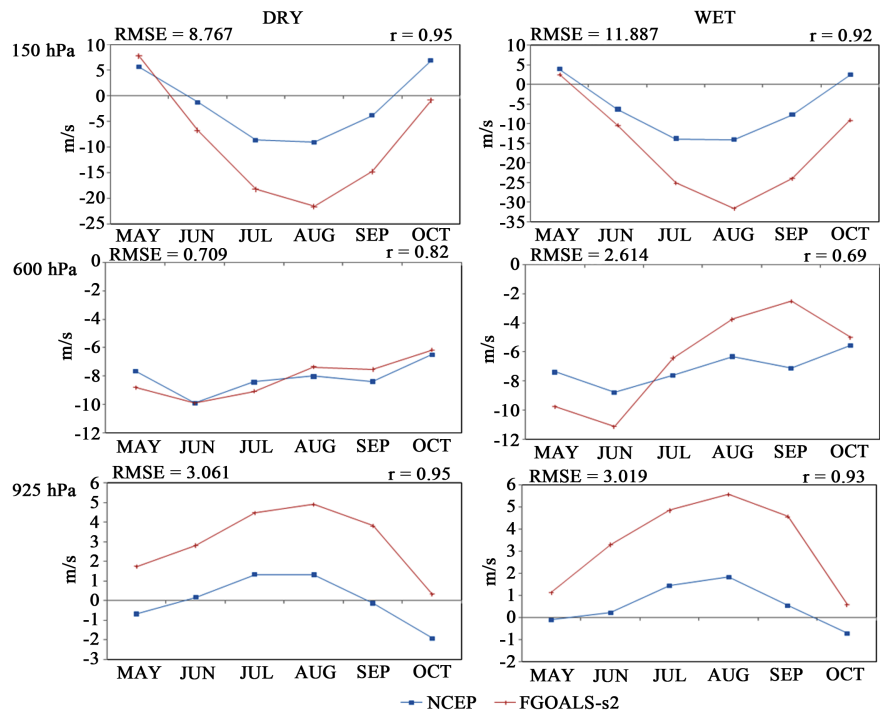 DRY
WET
150 hPa
RMSE = 8.767
r = 0.95
RMSE = 11.887
r = 0.92
m/s
10
5
0
-5
-10
-15
-20
-25
MAY JUN JUL AUG SEP OCT
m/s
10
5
0
-5
-10
-15
-20
-25
-30
-35
MAY JUN JUL AUG SEP OCT
600 hPa
RMSE = 0.709
r = 0.82
RMSE = 2.614
r = 0.69
m/s
0
-2
-4
-6
-8
-10
-12
MAY JUN JUL AUG SEP OCT
m/s
0
-2
-4
-6
-8
-10
-12
MAY JUN JUL AUG SEP OCT
925 hPa
RMSE = 3.061
r = 0.95
RMSE = 3.019
r = 0.93
m/s
6
5
4
3
2
1
0
-1
-2
-3
MAY JUN JUL AUG SEP OCT
m/s
6
5
4
3
2
1
0
-1
-2
MAY JUN JUL AUG SEP OCT
NCEP FGOALS-s2